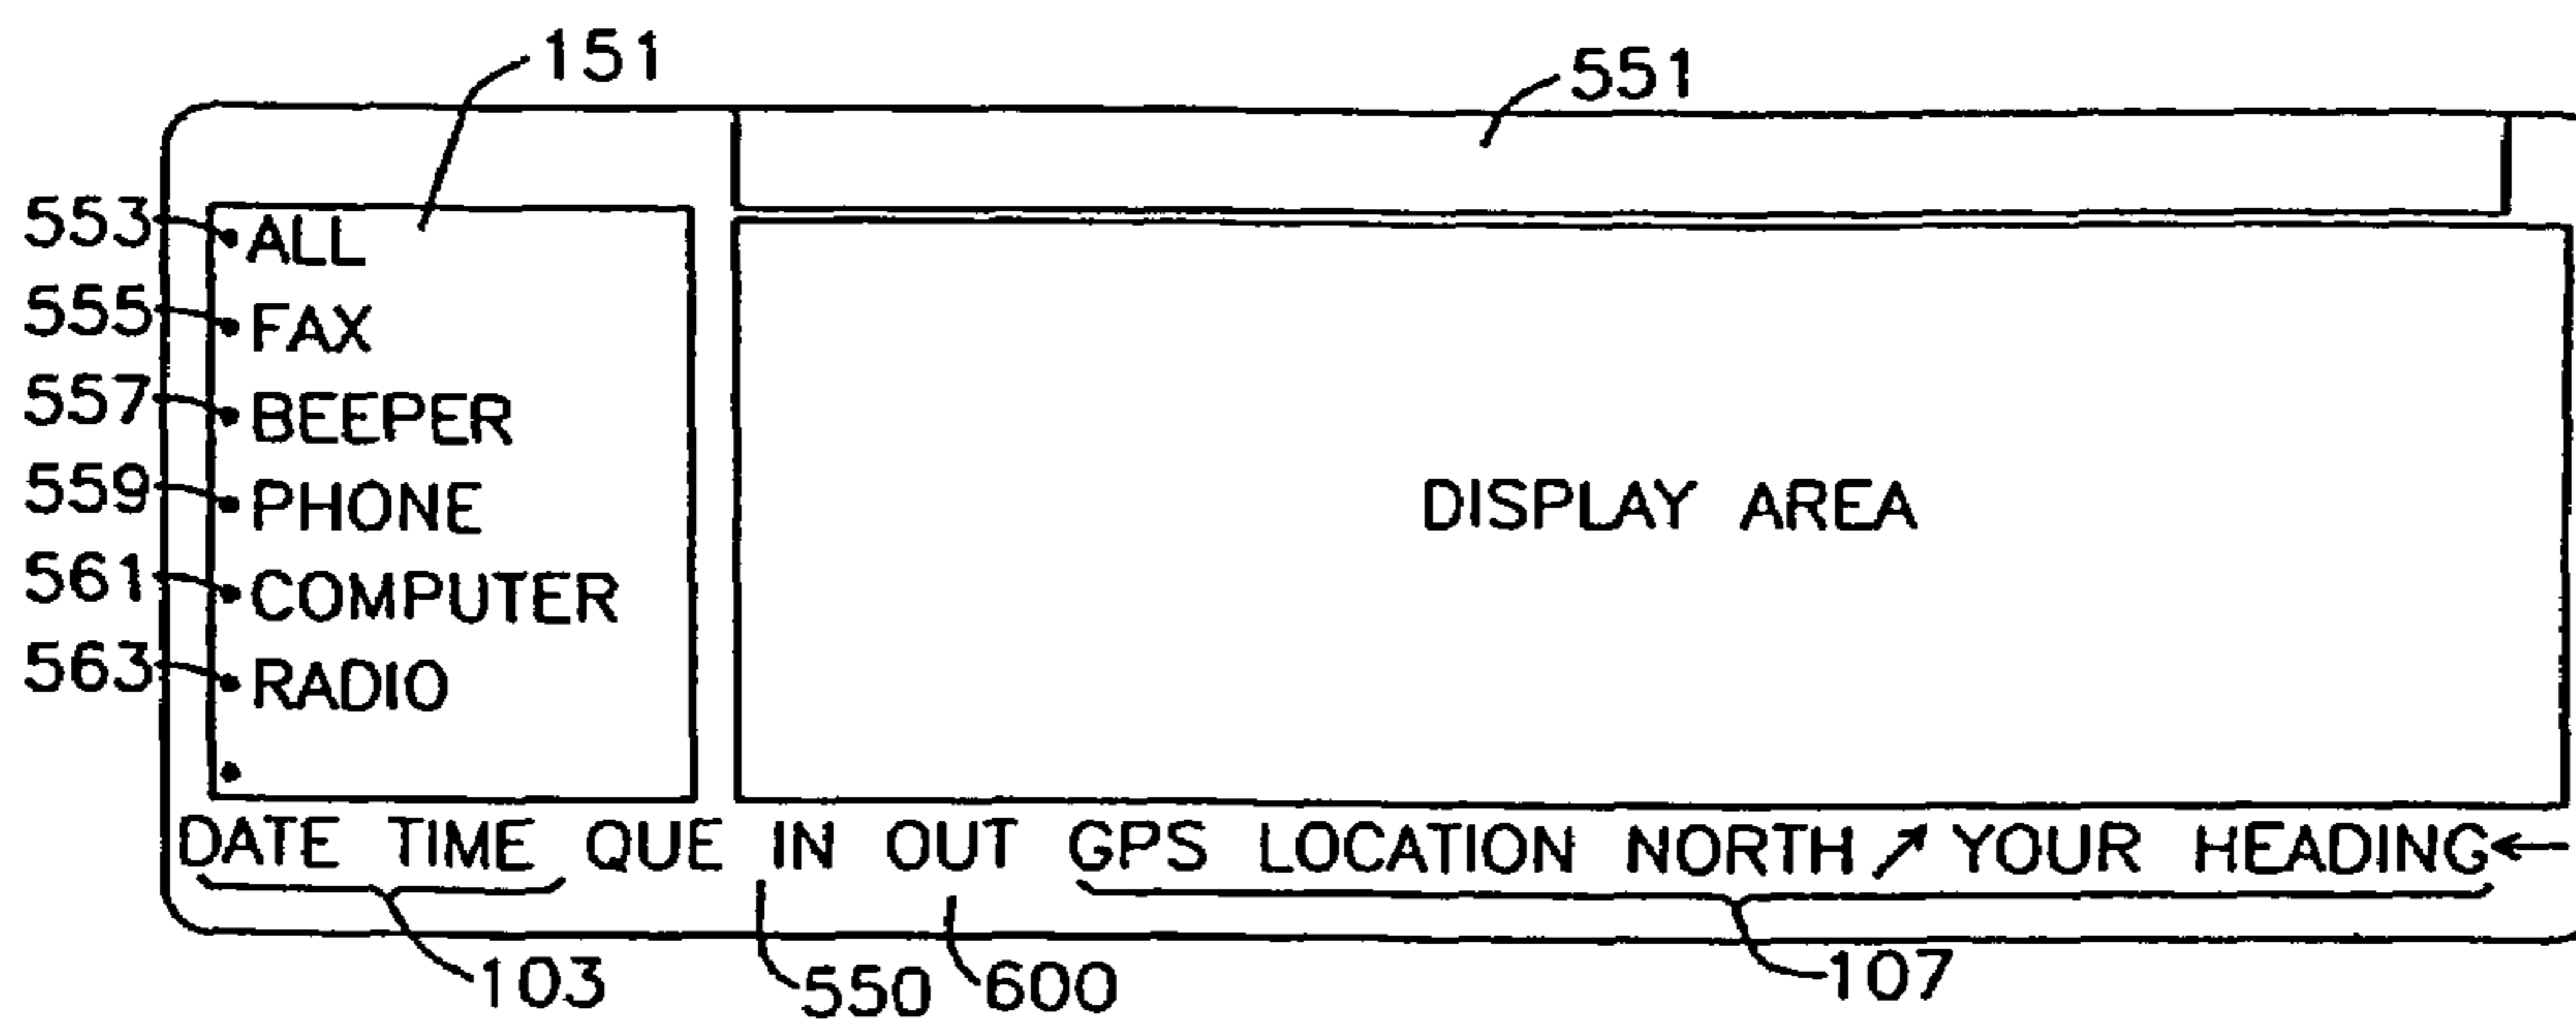 151
551
553 ALL
555 FAX
557 BEEPER
559 PHONE
561 COMPUTER
563 RADIO
DISPLAY AREA
DATE TIME QUE IN OUT GPS LOCATION NORTH ↗ YOUR HEADING ←
103 550 600 107